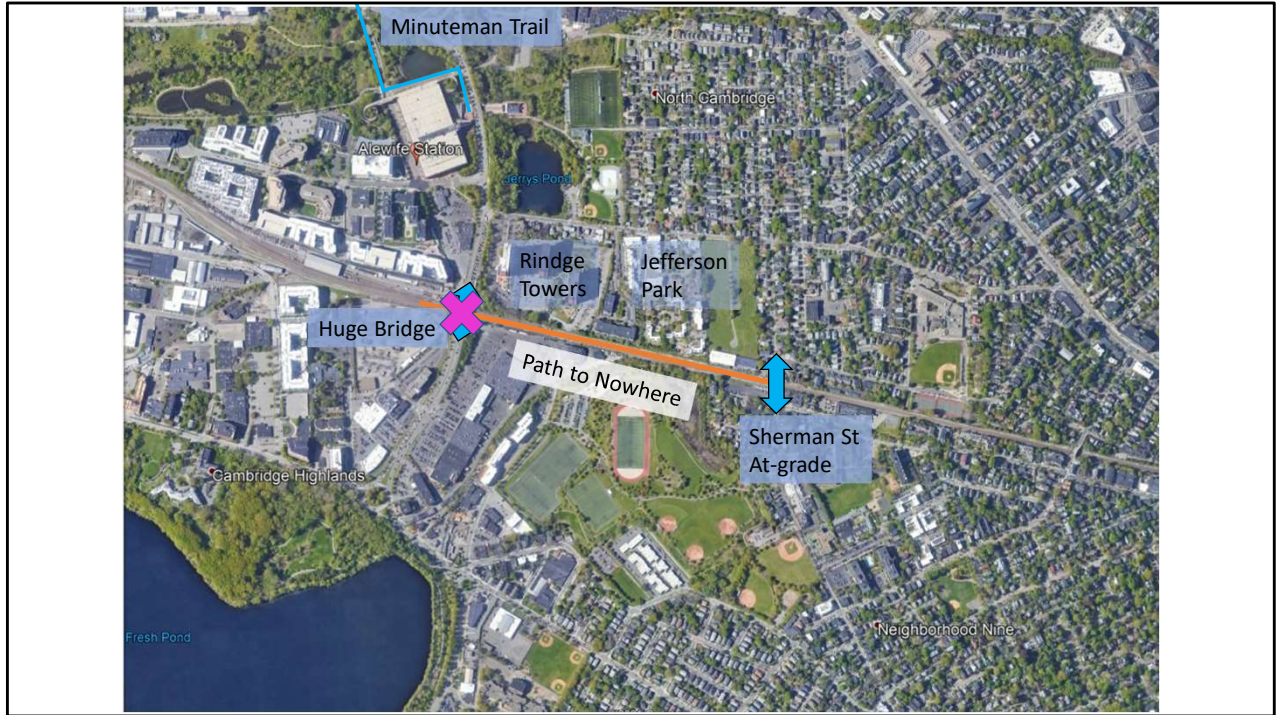 Minuteman Trail
North Cambridge
Alewife Station
Jerrys Pond
Rindge
Towers
Jefferson
Park
Huge Bridge
Path to Nowhere
Sherman St
At-grade
Cambridge Highlands
Fresh Pond
Neighborhood Nine